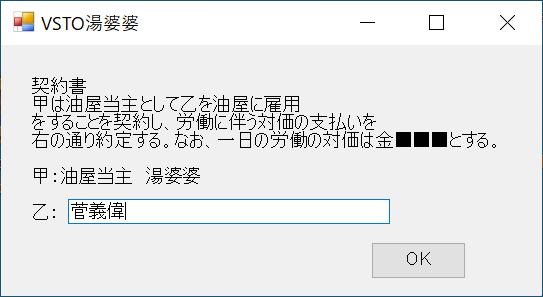 VSTO湯婆婆
契約書
甲は油屋当主として乙を油屋に雇用
をすることを契約し、労働に伴う対価の支払いを
右の通り約定する。なお、一日の労働の対価は金■■■とする。
甲：油屋当主　湯婆婆
乙： 菅義偉
OK